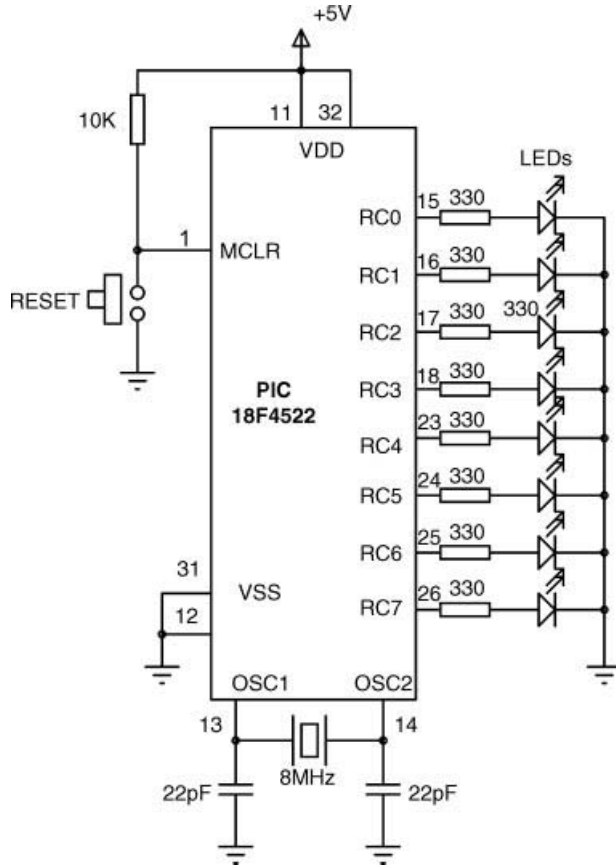 +5V
10K
11
32
VDD
LEDs
RC0
15
330
1
MCLR
RC1
16
330
RESET
RC2
17
330
330
PIC
18F4522
RC3
18
330
RC4
23
330
RC5
24
330
RC6
25
330
31
VSS
12
RC7
26
330
OSC1
OSC2
13
14
8MHz
22pF
22pF